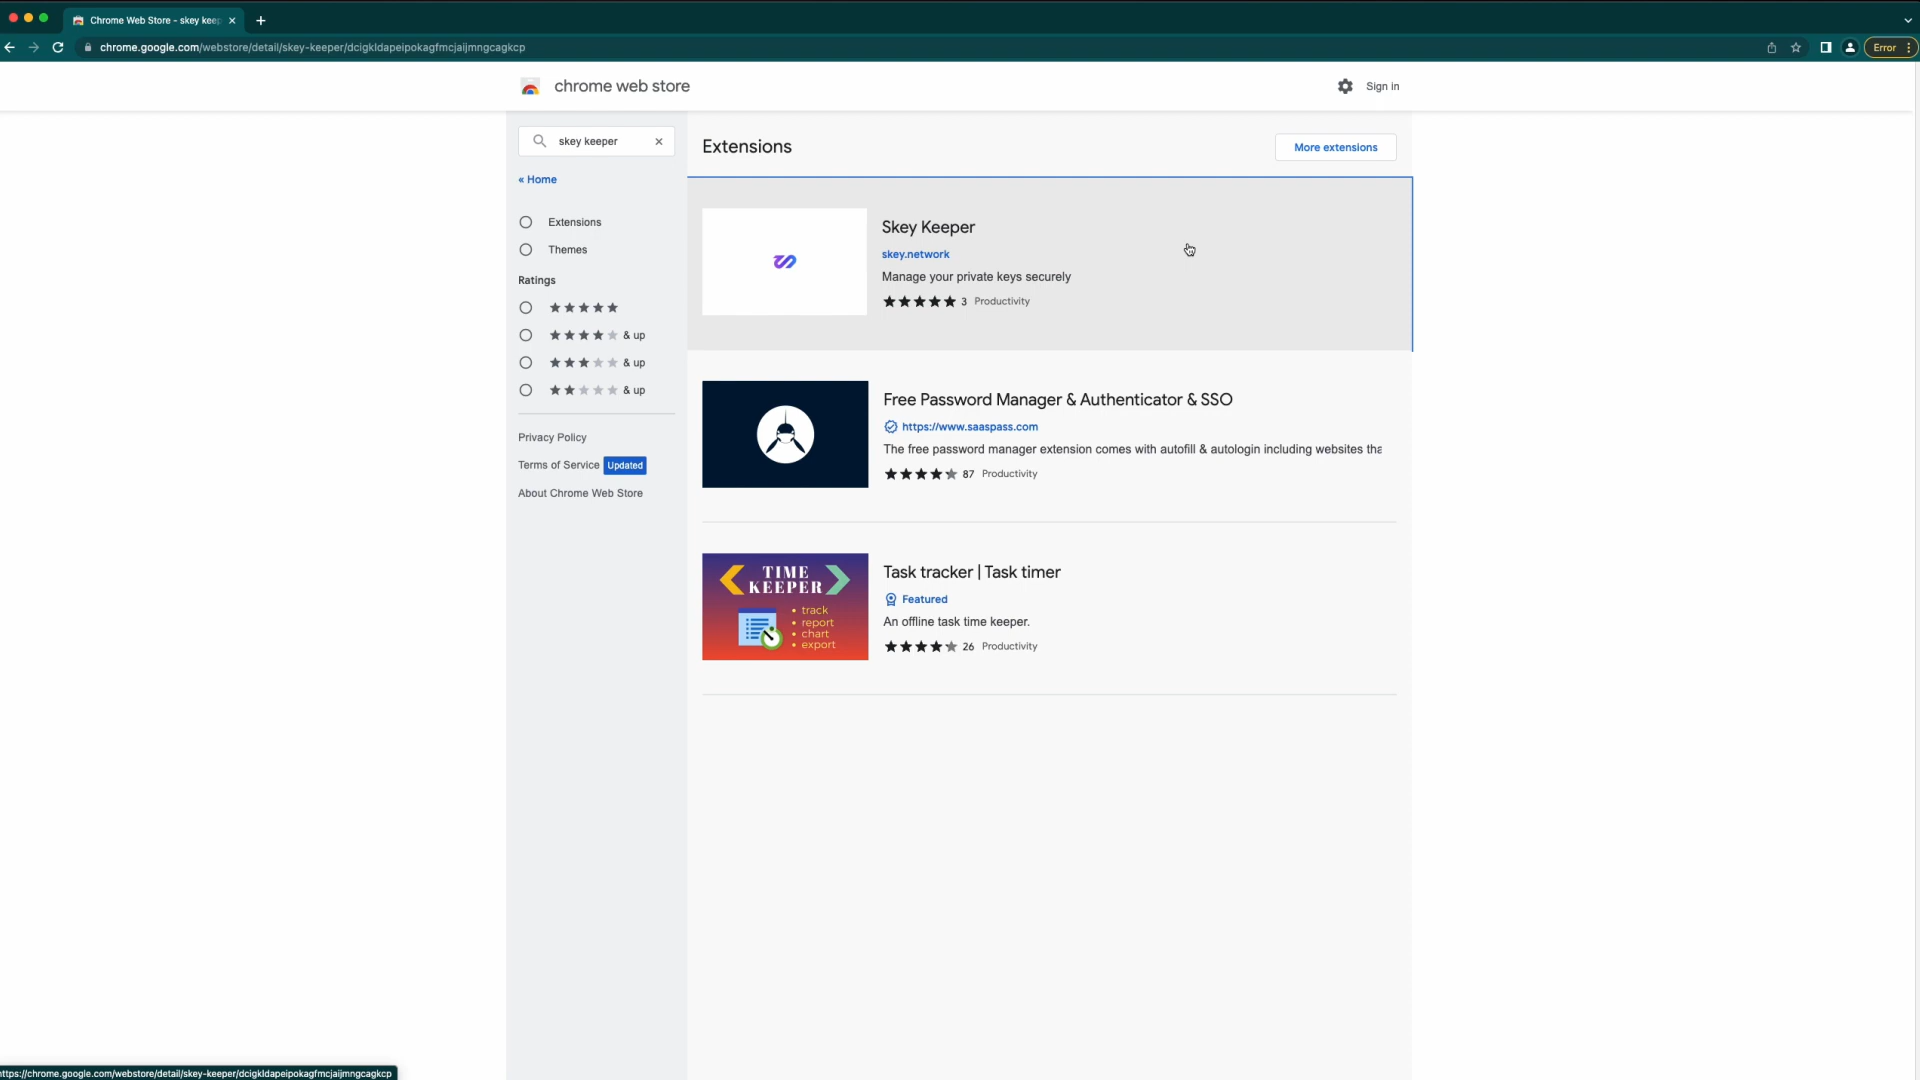 Chrome Web Store - skey keep
chrome.google.com/webstore/detail/skey-keeper/dcigkldapeipokagfmcjaijmngcagkcp
Error
chrome web store
Sign in
skey keeper
« Home
Extensions
Themes
Ratings
& up
& up
& up
Privacy Policy
Terms of Service Updated
About Chrome Web Store
Extensions
More extensions
Skey Keeper
skey.network
Manage your private keys securely
3 Productivity
Free Password Manager & Authenticator & SSO
https://www.saaspass.com
The free password manager extension comes with autofill & autologin including websites tha
87 Productivity
TIME
KEEPER
• track
• report
• chart
• export
Task tracker | Task timer
Featured
An offline task time keeper.
26 Productivity
ttps://chrome.google.com/webstore/detail/skey-keeper/dcigkldapeipokagfmcjaijmngcagkcp